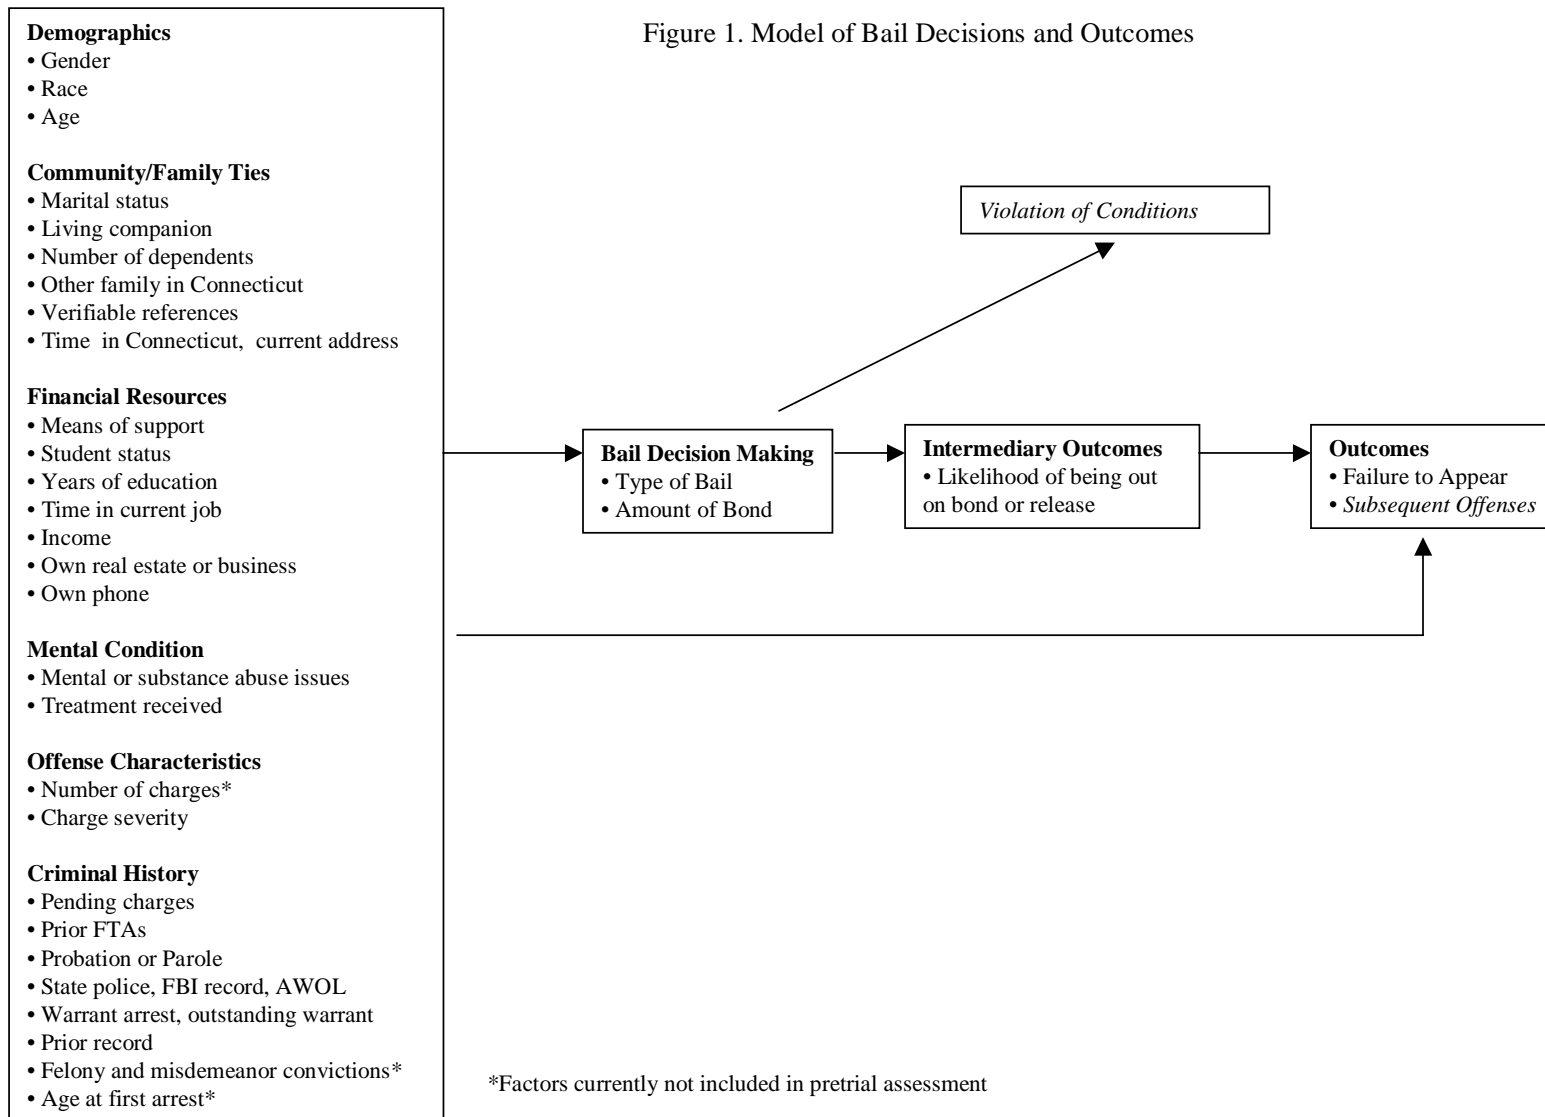 Figure 1. Model of Bail Decisions and Outcomes
Demographics
• Gender
• Race
• Age
Community/Family Ties
• Marital status
• Living companion
• Number of dependents
• Other family in Connecticut
• Verifiable references
• Time in Connecticut, current address
Financial Resources
• Means of support
• Student status
• Years of education
• Time in current job
• Income
• Own real estate or business
• Own phone
Mental Condition
• Mental or substance abuse issues
• Treatment received
Offense Characteristics
• Number of charges*
• Charge severity
Criminal History
• Pending charges
• Prior FTAs
• Probation or Parole
• State police, FBI record, AWOL
• Warrant arrest, outstanding warrant
• Prior record
• Felony and misdemeanor convictions*
• Age at first arrest*
Violation of Conditions
Bail Decision Making
• Type of Bail
• Amount of Bond
Intermediary Outcomes
• Likelihood of being out
on bond or release
Outcomes
• Failure to Appear
• Subsequent Offenses
*Factors currently not included in pretrial assessment